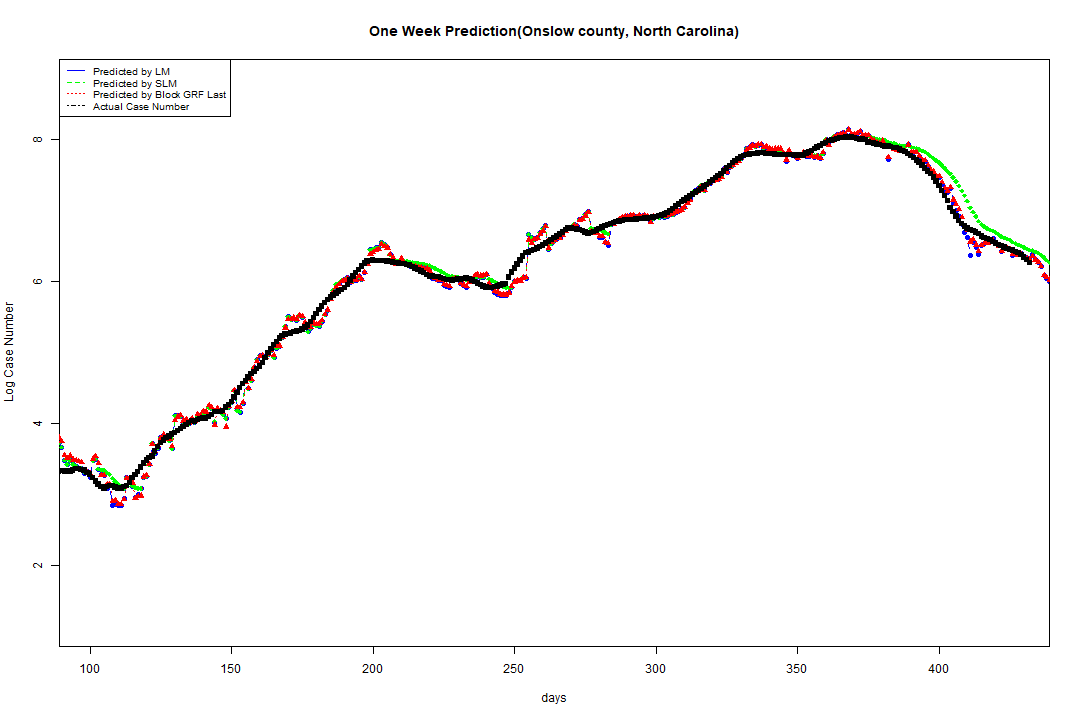 One Week Prediction(Onslow county, North Carolina)
Predicted by LM
Predicted by SLM
Predicted by Block GRF Last
Actual Case Number
8
6
4
2
Log Case Number
100 150 200 250 300 350 400
days